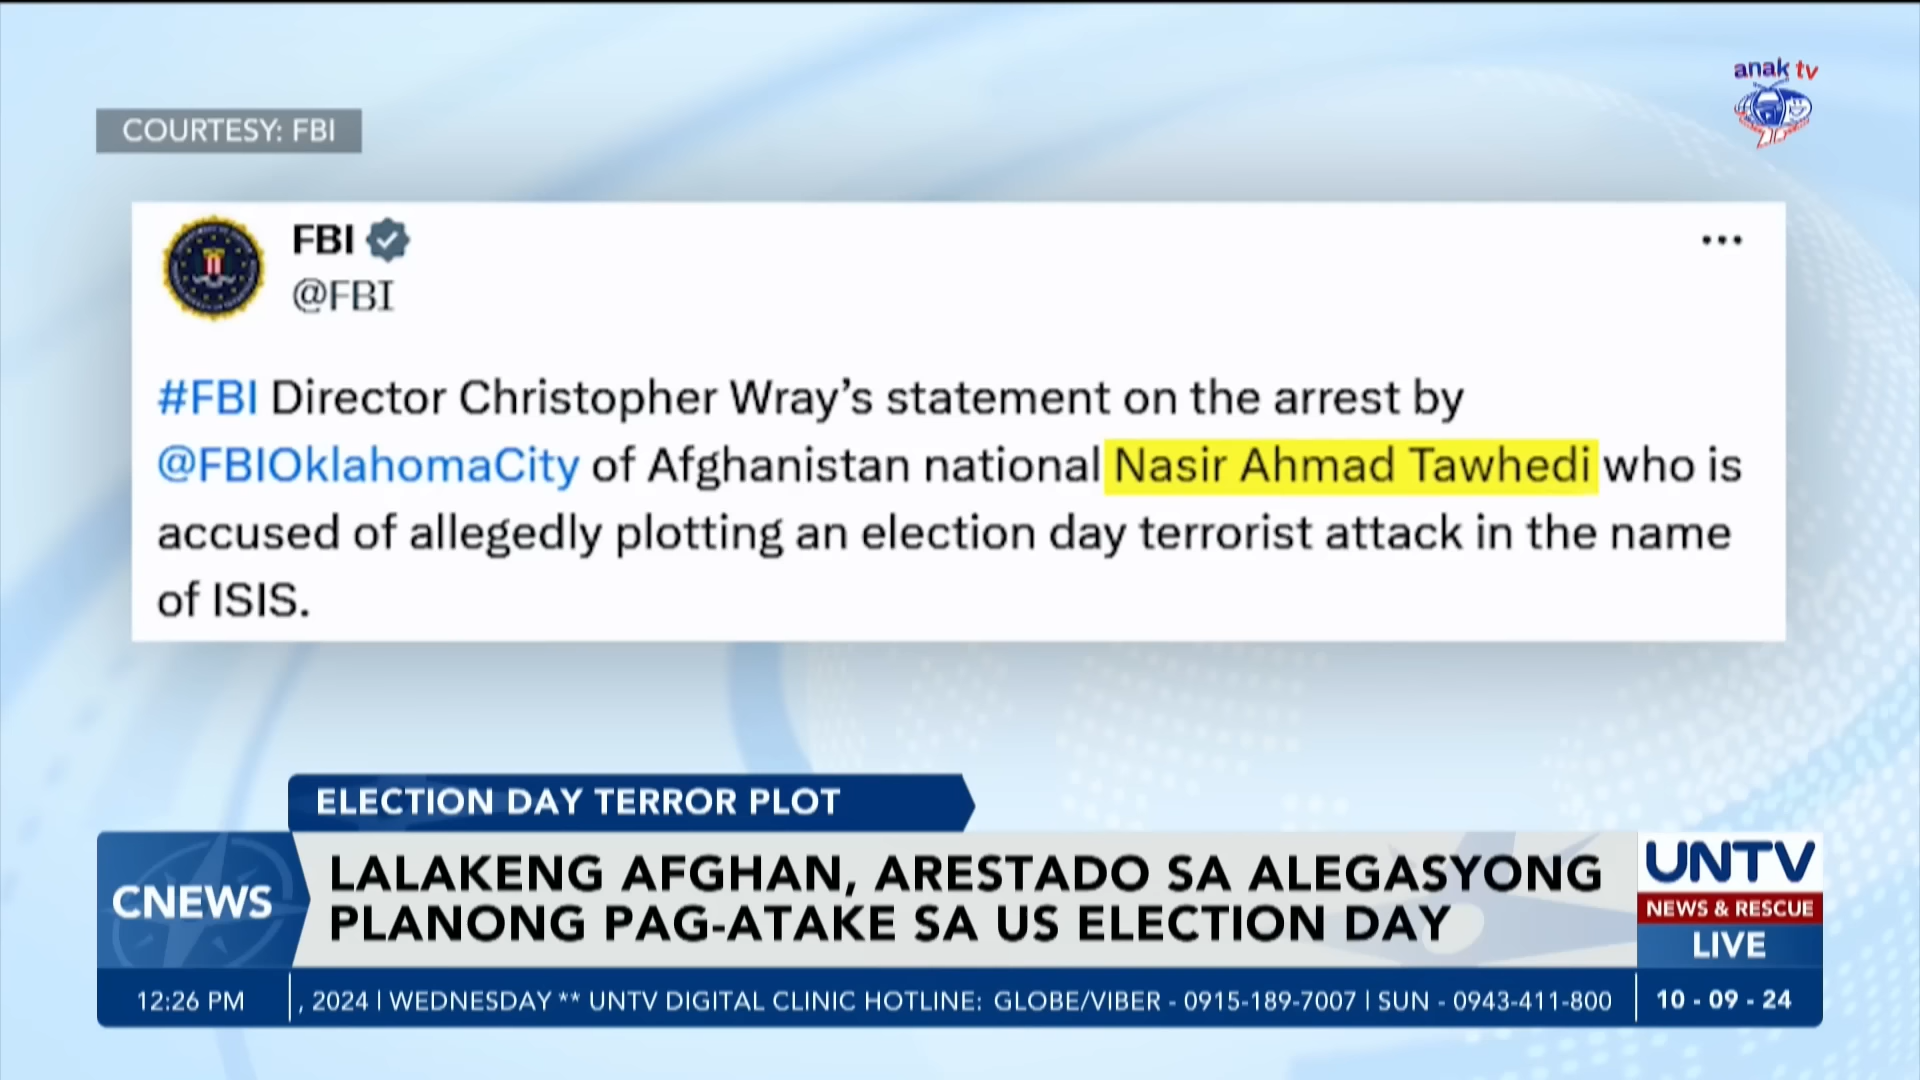 anak tv
COURTESY: FBI
FBI
@FBI
#FBI Director Christopher Wray’s statement on the arrest by
@FBIOklahomaCity of Afghanistan national Nasir Ahmad Tawhedi who is
accused of allegedly plotting an election day terrorist attack in the name
of ISIS.
ELECTION DAY TERROR PLOT
CNEWS
LALAKENG AFGHAN, ARESTADO SA ALEGASYONG
PLANONG PAG-ATAKE SA US ELECTION DAY
UNTV
NEWS & RESCUE
LIVE
12:26 PM
, 2024 | WEDNESDAY ** UNTV DIGITAL CLINIC HOTLINE: GLOBE/VIBER - 0915-189-7007 | SUN - 0943-411-800
10 - 09 - 24